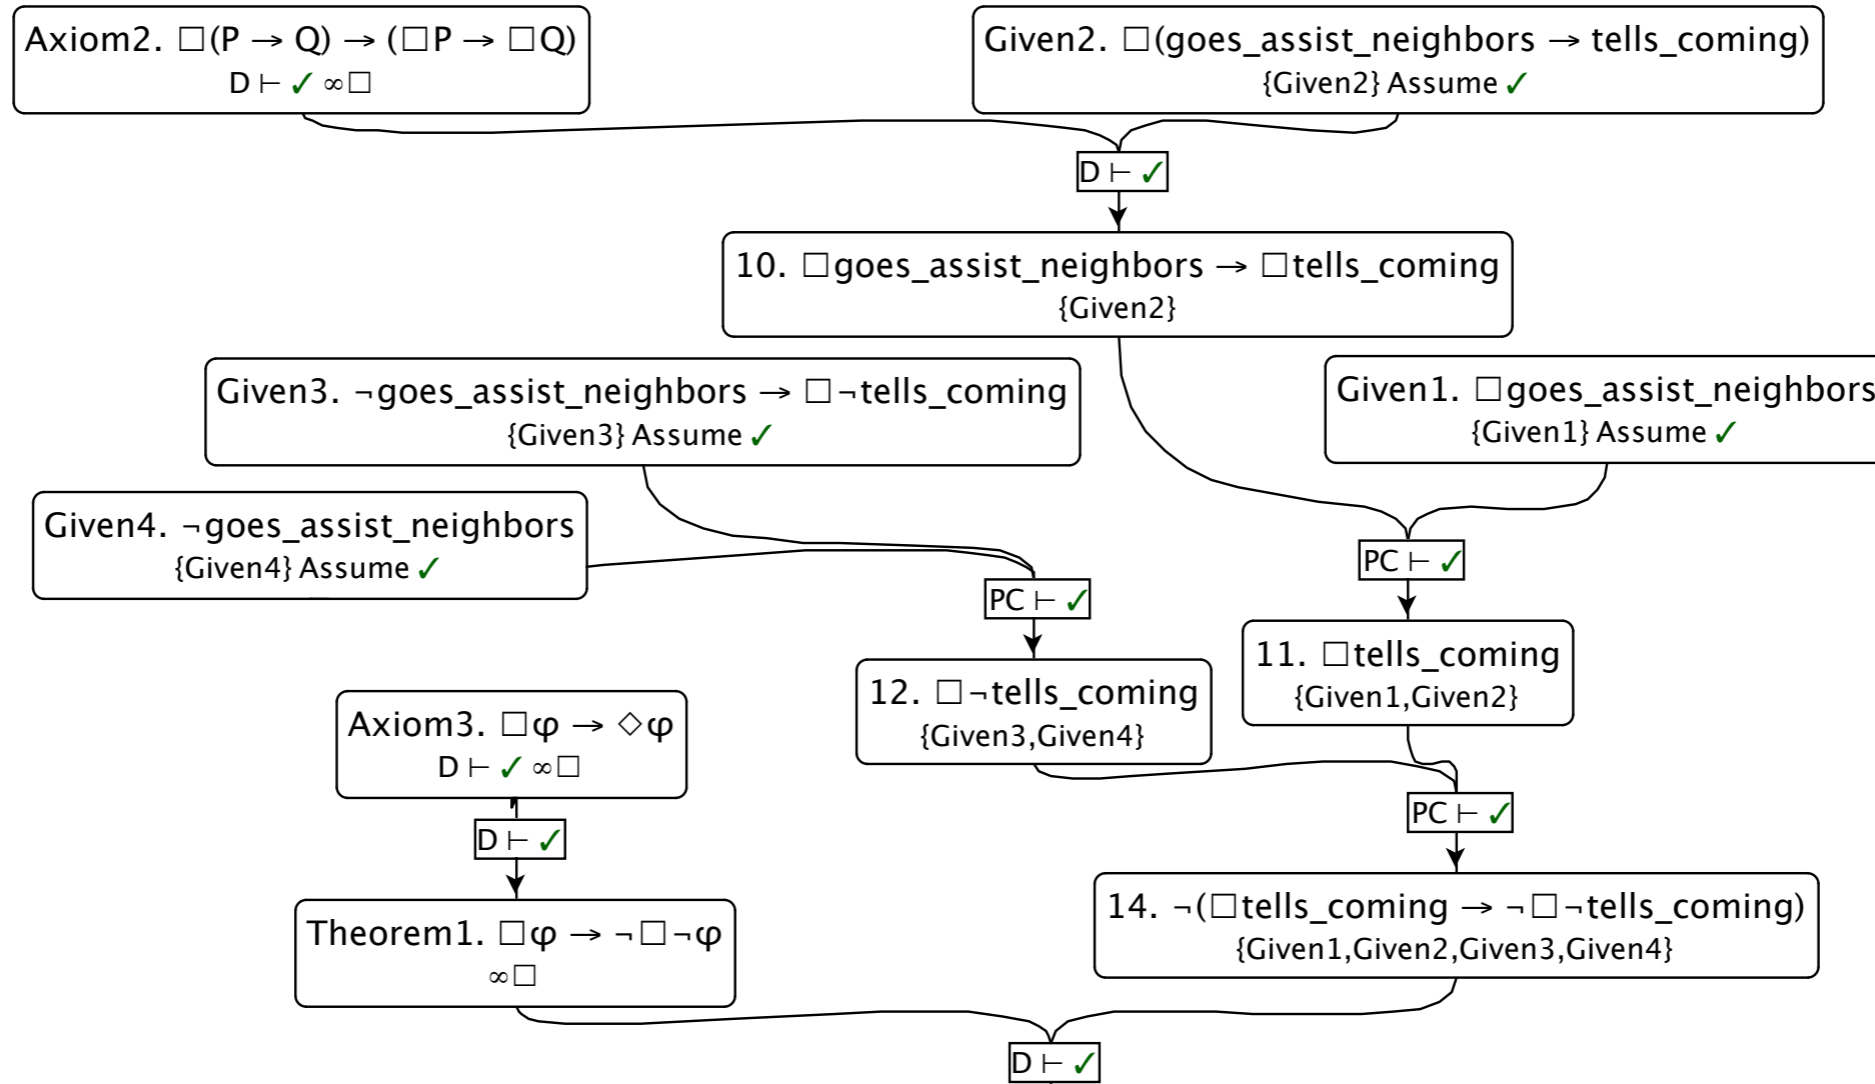 Axiom2. □(P → Q) → (□P → □Q)
D ⊢ ✓ ∞□
Given2. □(goes_assist_neighbors → tells_coming)
{Given2} Assume ✓
D ⊢ ✓
10. □goes_assist_neighbors → □tells_coming
{Given2}
Given3. ¬goes_assist_neighbors → □¬tells_coming
{Given3} Assume ✓
Given1. □goes_assist_neighbors
{Given1} Assume ✓
Given4. ¬goes_assist_neighbors
{Given4} Assume ✓
PC ⊢ ✓
PC ⊢ ✓
11. □tells_coming
{Given1,Given2}
12. □¬tells_coming
{Given3,Given4}
Axiom3. □φ → ◇φ
D ⊢ ✓ ∞□
PC ⊢ ✓
D ⊢ ✓
14. ¬(□tells_coming → ¬□¬tells_coming)
{Given1,Given2,Given3,Given4}
Theorem1. □φ → ¬□¬φ
∞□
D ⊢ ✓